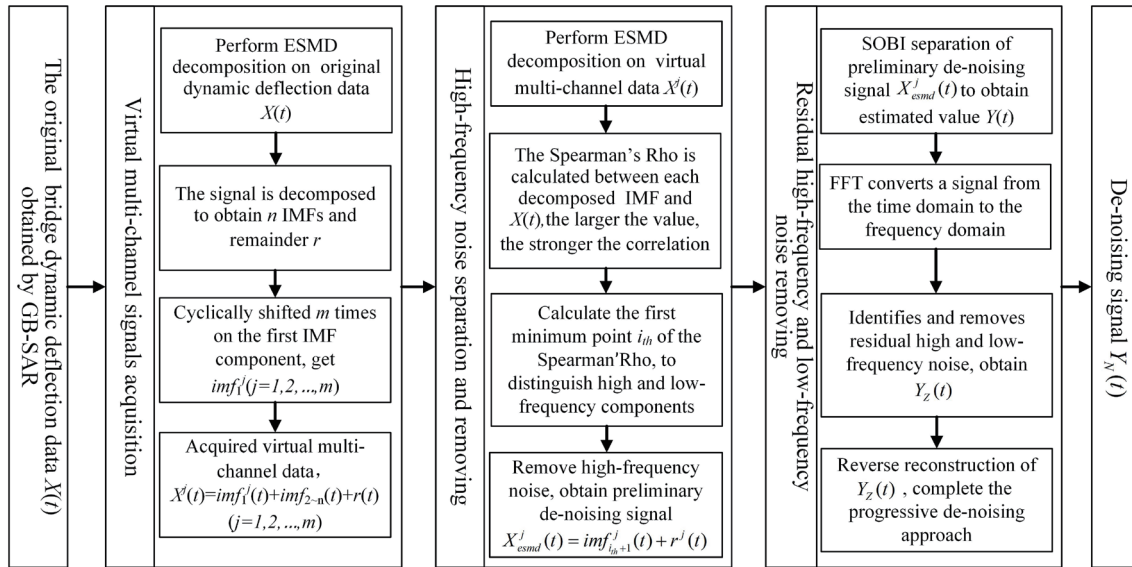 The original bridge dynamic deflection data X(t)
obtained by GB-SAR
Virtual multi-channel signals acquisition
Perform ESMD
decomposition on original
dynamic deflection data
X(t)
The signal is decomposed
to obtain n IMFs and
remainder r
Cyclically shifted m times
on the first IMF
component, get
imf₁ʲ(j=1,2,...,m)
Acquired virtual multi-
channel data，
Xʲ(t)=imf₁ʲ(t)+imf₂~ₙ(t)+r(t)
(j=1,2,...,m)
High-frequency noise separation and removing
Perform ESMD
decomposition on virtual
multi-channel data Xʲ(t)
The Spearman's Rho is
calculated between each
decomposed IMF and
X(t),the larger the value,
the stronger the correlation
Calculate the first
minimum point i_th of the
Spearman'Rho, to
distinguish high and low-
frequency components
Remove high-frequency
noise, obtain preliminary
de-noising signal
X_esmd^j(t) = imf_{i_th+1}^j(t) + r^j(t)
Residual high-frequency and low-frequency
noise removing
SOBI separation of
preliminary de-noising
signal X_esmd^j(t) to obtain
estimated value Y(t)
FFT converts a signal from
the time domain to the
frequency domain
Identifies and removes
residual high and low-
frequency noise, obtain
Y_Z(t)
Reverse reconstruction of
Y_Z(t) , complete the
progressive de-noising
approach
De-noising signal Y_N(t)